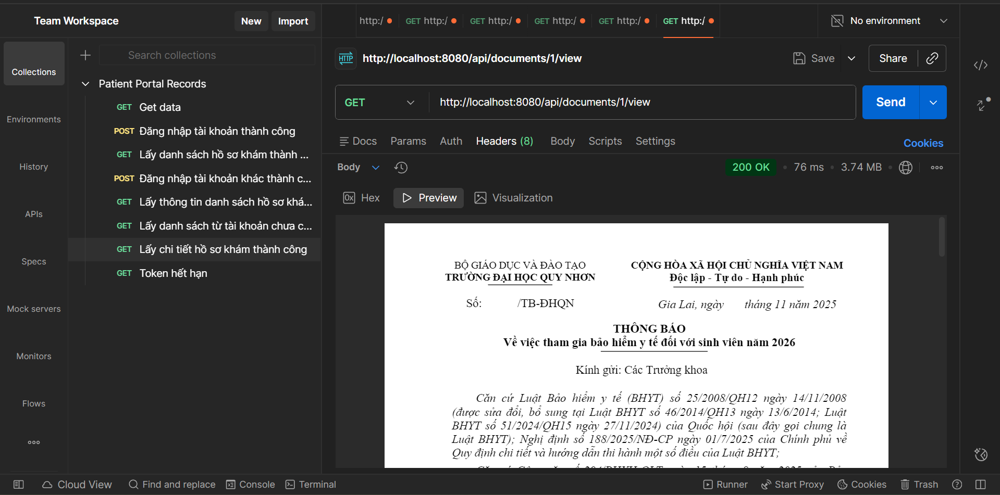 Team Workspace
New
Import
http:/
GET http:/
GET http:/
GET http:/
GET http:/
GET http:/
No environment
Collections
Environments
History
APIs
Specs
Mock servers
Monitors
Flows
Search collections
Patient Portal Records
GET Get data
POST Đăng nhập tài khoản thành công
GET Lấy danh sách hồ sơ khám thành ...
POST Đăng nhập tài khoản khác thành c...
GET Lấy thông tin danh sách hồ sơ khá...
GET Lấy danh sách từ tài khoản chưa c...
GET Lấy chi tiết hồ sơ khám thành công
GET Token hết hạn
HTTP http://localhost:8080/api/documents/1/view
Save
Share
GET http://localhost:8080/api/documents/1/view
Send
Docs Params Auth Headers (8) Body Scripts Settings
Cookies
Body
200 OK 76 ms 3.74 MB
0x Hex Preview Visualization
BỘ GIÁO DỤC VÀ ĐÀO TẠO
TRƯỜNG ĐẠI HỌC QUY NHƠN
CỘNG HÒA XÃ HỘI CHỦ NGHĨA VIỆT NAM
Độc lập - Tự do - Hạnh phúc
Số: /TB-ĐHQN
Gia Lai, ngày tháng 11 năm 2025
THÔNG BÁO
Về việc tham gia bảo hiểm y tế đối với sinh viên năm 2026
Kính gửi: Các Trưởng khoa
Căn cứ Luật Bảo hiểm y tế (BHYT) số 25/2008/QH12 ngày 14/11/2008
(được sửa đổi, bổ sung tại Luật BHYT số 46/2014/QH13 ngày 13/6/2014; Luật
BHYT số 51/2024/QH15 ngày 27/11/2024) của Quốc hội (sau đây gọi chung là
Luật BHYT); Nghị định số 188/2025/NĐ-CP ngày 01/7/2025 của Chính phủ về
Quy định chi tiết và hướng dẫn thi hành một số điều của Luật BHYT;
Cloud View
Find and replace
Console
Terminal
Runner
Start Proxy
Cookies
Trash